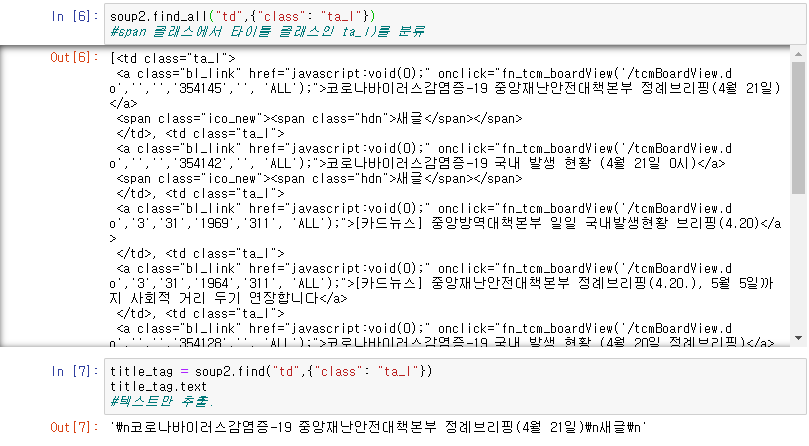 In [6]: soup2.find_all("td",{"class": "ta_l"})
#span 클래스에서 타이틀 클래스인 ta_l)를 분류
Out[6]: [<td class="ta_l">
<a class="bl_link" href="javascript:void(0);" onclick="fn_tcm_boardView('/tcmBoardView.d
o','','','354145','', 'ALL');">코로나바이러스감염증-19 중앙재난안전대책본부 정례브리핑(4월 21일)
</a>
<span class="ico_new"><span class="hdn">새글</span></span>
</td>, <td class="ta_l">
<a class="bl_link" href="javascript:void(0);" onclick="fn_tcm_boardView('/tcmBoardView.d
o','','','354142','', 'ALL');">코로나바이러스감염증-19 국내 발생 현황 (4월 21일 0시)</a>
<span class="ico_new"><span class="hdn">새글</span></span>
</td>, <td class="ta_l">
<a class="bl_link" href="javascript:void(0);" onclick="fn_tcm_boardView('/tcmBoardView.d
o','3','31','1969','311', 'ALL');">[카드뉴스] 중앙방역대책본부 일일 국내발생현황 브리핑(4.20)</a
>
</td>, <td class="ta_l">
<a class="bl_link" href="javascript:void(0);" onclick="fn_tcm_boardView('/tcmBoardView.d
o','3','31','1964','311', 'ALL');">[카드뉴스] 중앙재난안전대책본부 정례브리핑(4.20.), 5월 5일까
지 사회적 거리 두기 연장합니다</a>
</td>, <td class="ta_l">
<a class="bl_link" href="javascript:void(0);" onclick="fn_tcm_boardView('/tcmBoardView.d
o','','','354128','', 'ALL');">코로나바이러스감염증-19 국내 발생 현황 (4월 20일 정례브리핑)</a>
In [7]: title_tag = soup2.find("td",{"class": "ta_l"})
title_tag.text
#텍스트만 추출.
Out[7]: '₩n코로나바이러스감염증-19 중앙재난안전대책본부 정례브리핑(4월 21일)₩n새글₩n'